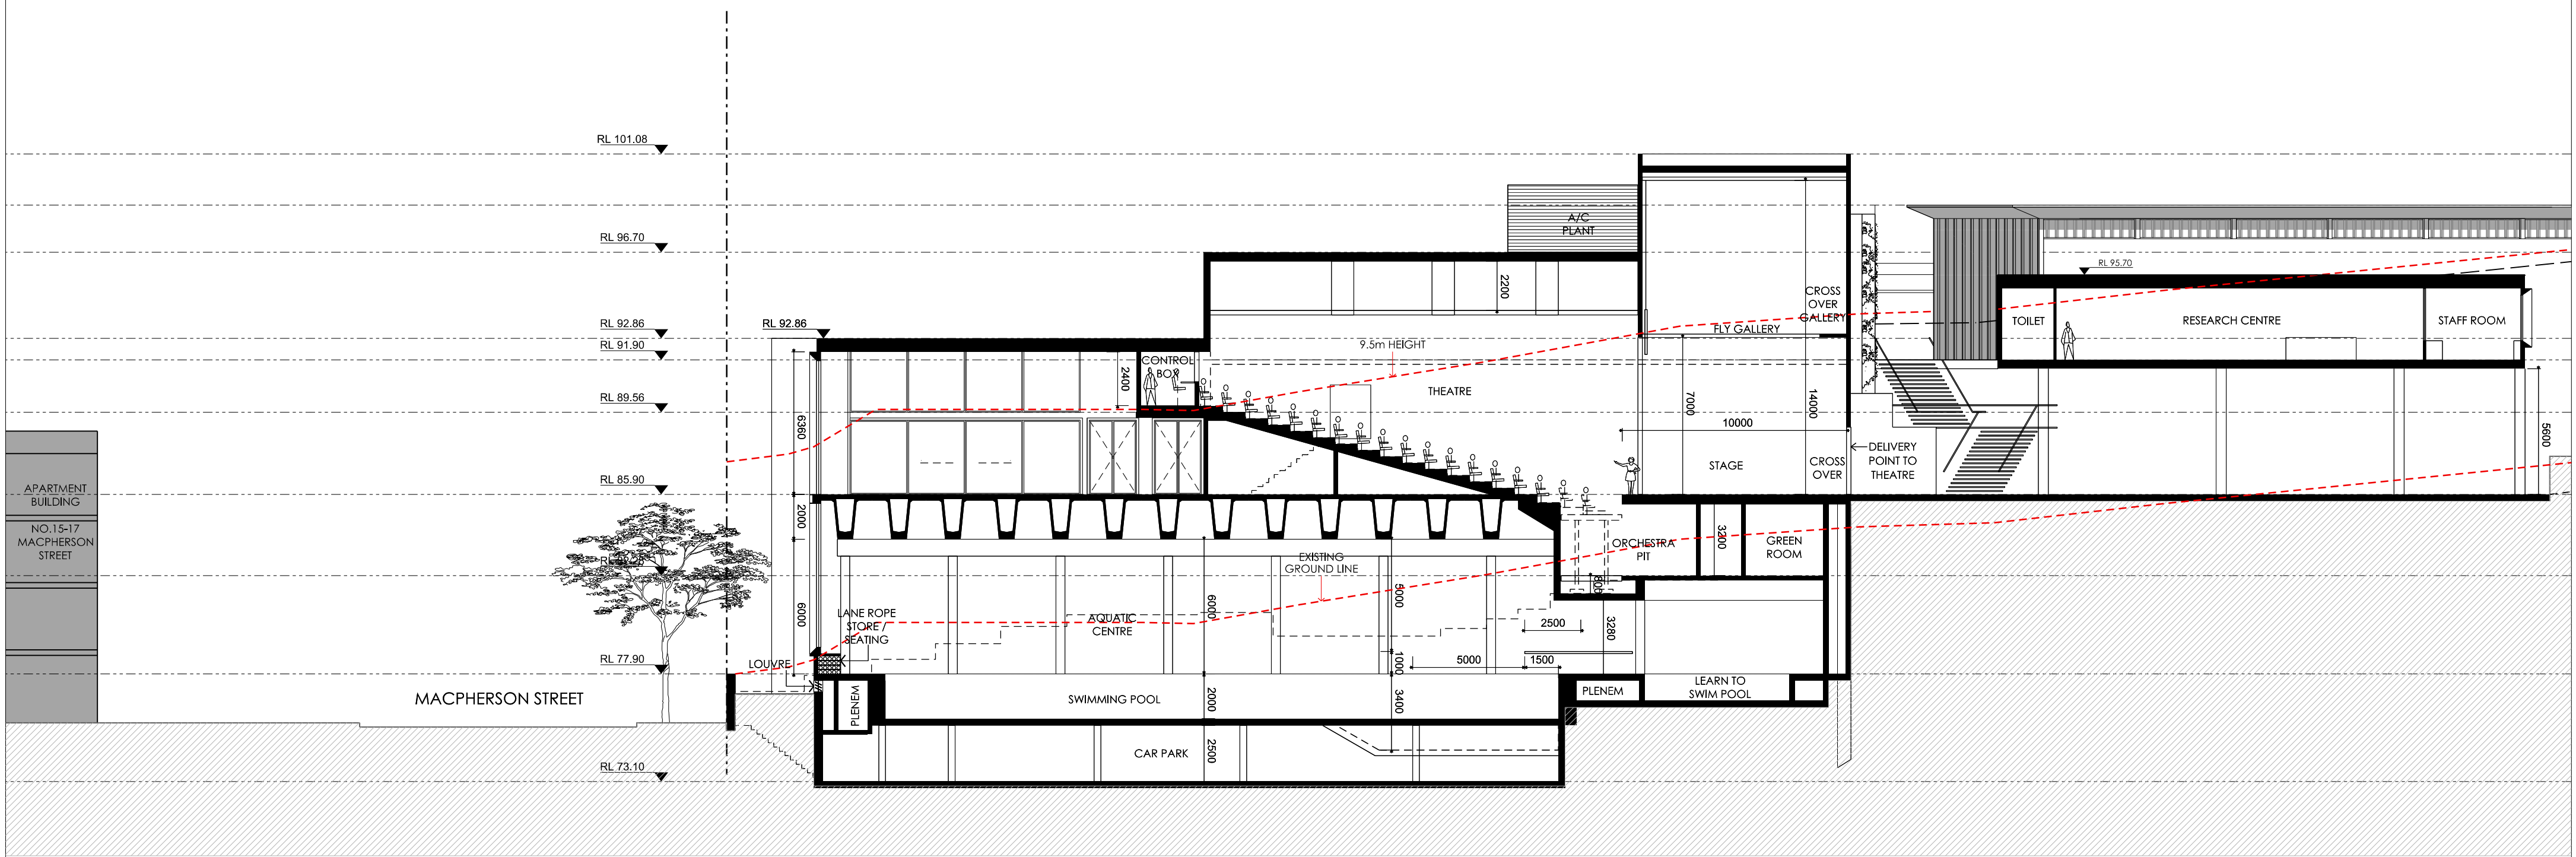 RL 101.08
A/C
PLANT
RL 96.70
RL 95.70
2200
CROSS
OVER
GALLERY
TOILET
RESEARCH CENTRE
STAFF ROOM
RL 92.86
RL 92.86
FLY GALLERY
RL 91.90
9.5m HEIGHT
CONTROL
BOX
2400
THEATRE
7000
14000
RL 89.56
6360
10000
5600
DELIVERY
POINT TO
THEATRE
STAGE
CROSS
OVER
RL 85.90
APARTMENT
BUILDING
NO.15-17
MACPHERSON
STREET
2000
3200
ORCHESTRA
PIT
GREEN
ROOM
EXISTING
GROUND LINE
5000
6000
6000
LANE ROPE
STORE /
SEATING
AQUATIC
CENTRE
2500
3280
RL 77.90
LOUVRE
1000
5000
1500
MACPHERSON STREET
PLENEM
SWIMMING POOL
2000
3400
PLENEM
LEARN TO
SWIM POOL
CAR PARK
2500
RL 73.10